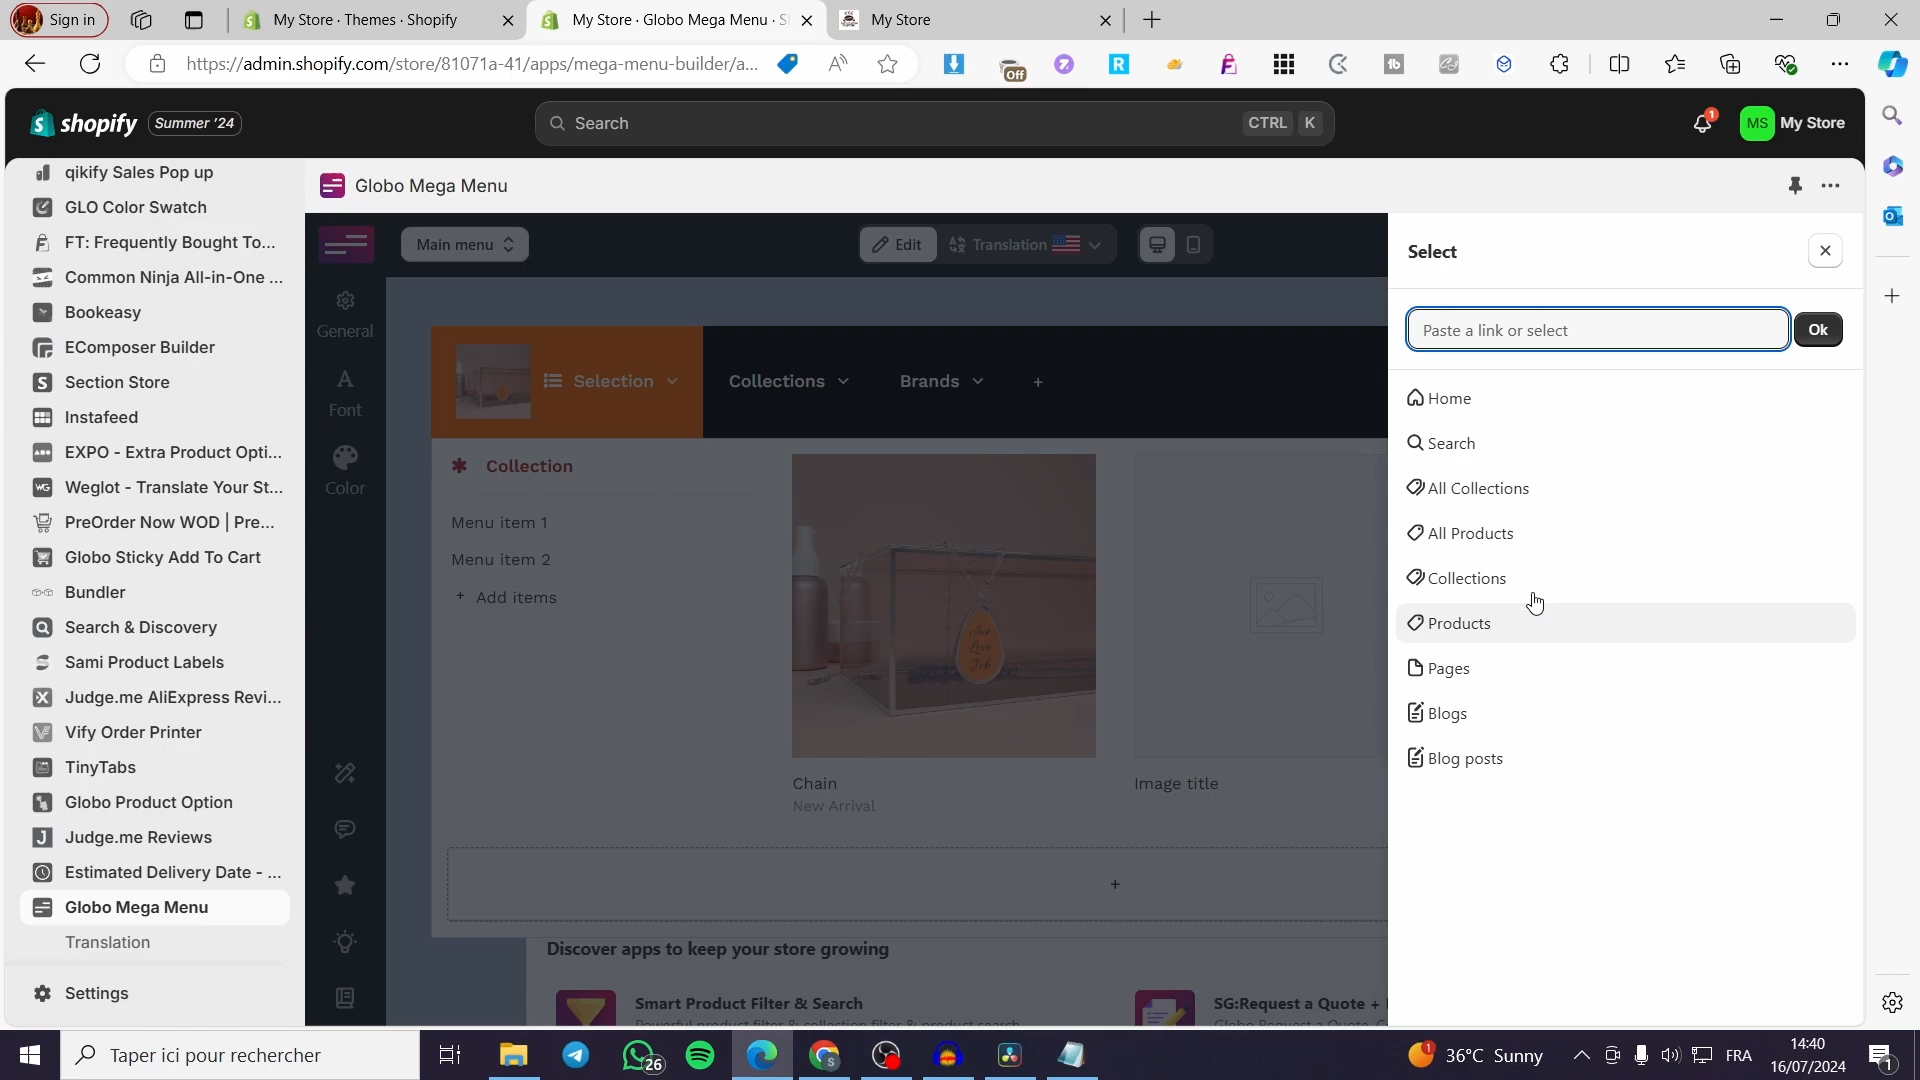 Sign in
My Store · Themes · Shopify
My Store · Globo Mega Menu · S
My Store
https://admin.shopify.com/store/81071a-41/apps/mega-menu-builder/a...
Off
shopify
Summer '24
Search
CTRL K
1
MS
My Store
qikify Sales Pop up
GLO Color Swatch
FT: Frequently Bought To...
Common Ninja All-in-One ...
Bookeasy
EComposer Builder
Section Store
Instafeed
EXPO - Extra Product Opti...
Weglot - Translate Your St...
PreOrder Now WOD | Pre...
Globo Sticky Add To Cart
Bundler
Search & Discovery
Sami Product Labels
Judge.me AliExpress Revi...
Vify Order Printer
TinyTabs
Globo Product Option
Judge.me Reviews
Estimated Delivery Date - ...
Globo Mega Menu
Translation
Settings
Globo Mega Menu
Main menu
Edit
Translation
General
Font
Color
Selection
Collections
Brands
+
Collection
Menu item 1
Menu item 2
+ Add items
Chain
New Arrival
Image title
+
Discover apps to keep your store growing
Smart Product Filter & Search
Powerful product filter & collection filter & product search
SG:Request a Quote +
Globo Request a Quote
Select
Paste a link or select
Ok
Home
Search
All Collections
All Products
Collections
Products
Pages
Blogs
Blog posts
Taper ici pour rechercher
26
1
36°C Sunny
FRA
14:40
16/07/2024
1